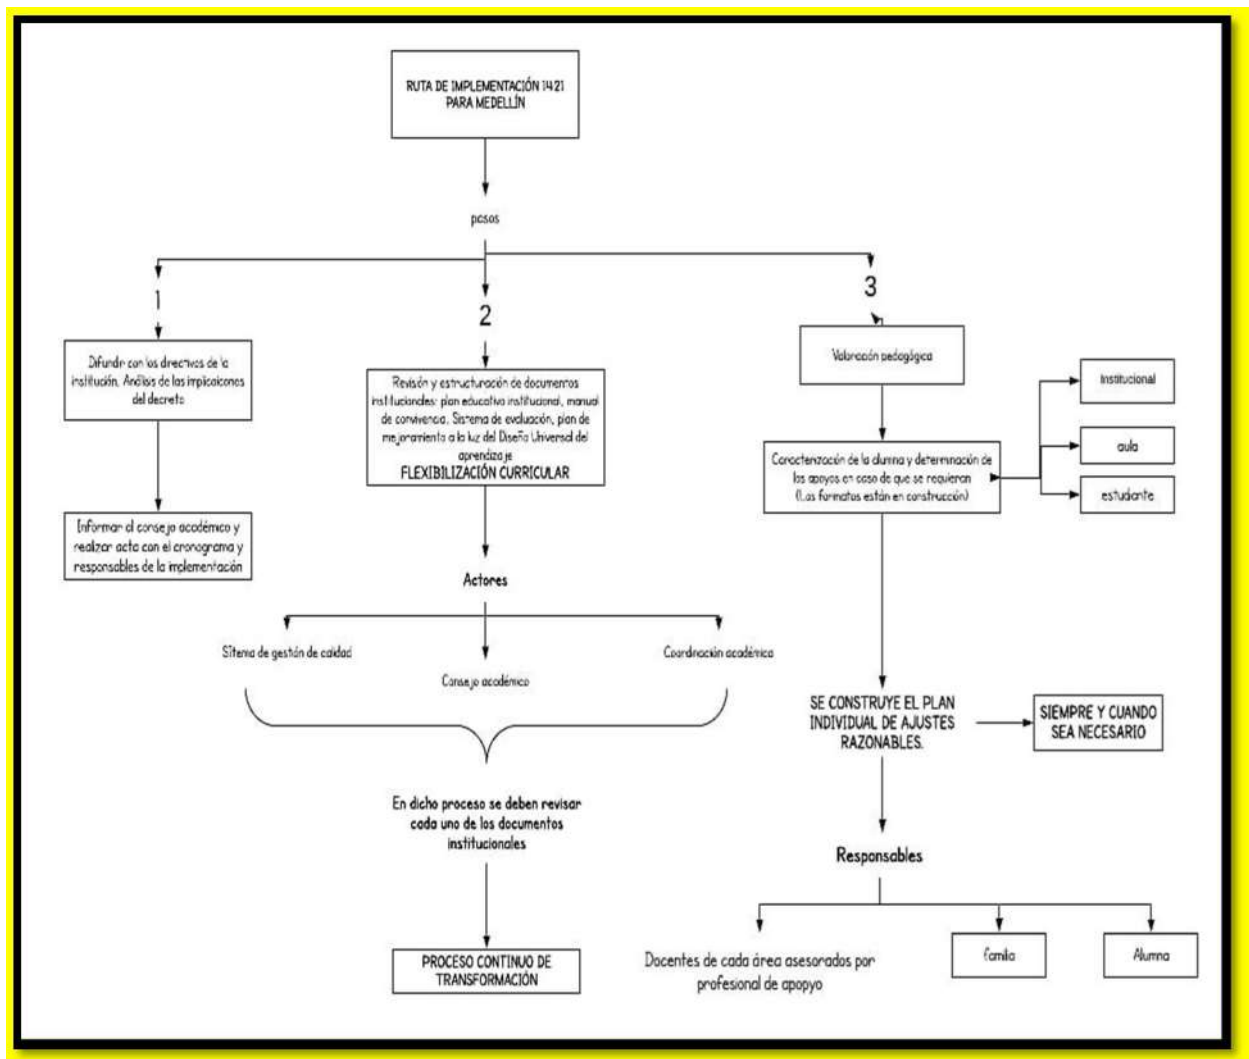 RUTA DE IMPLEMENTACIÓN 1421
PARA MEDELLÍN
pasos
1
Difundir con los directivos de la
institución. Análisis de las implicaicones
del decreto
Informar al consejo académico y
realizar acta con el cronograma y
responsables de la implementación
2
Revisón y estructuración de documentos
institucionales: plan educativo institucional, manual
de convivencia, Sistema de evaluación, plan de
mejoramiento a la luz del Diseño Universal del
aprendizaje
FLEXIBILIZACIÓN CURRICULAR
Actores
Sítema de gestión de calidad
Consejo académico
Coordinación académica
En dicho proceso se deben revisar
cada uno de los documentos
institucionales
PROCESO CONTINUO DE
TRANSFORMACIÓN
3
Valoración pedagógica
Caracterización de la alumna y determinación de
los apoyos en caso de que se requieran
(Los formatos están en construcción)
Institucional
aula
estudiante
SE CONSTRUYE EL PLAN
INDIVIDUAL DE AJUSTES
RAZONABLES.
SIEMPRE Y CUANDO
SEA NECESARIO
Responsables
Docentes de cada área asesorados por
profesional de apopyo
familia
Alumna